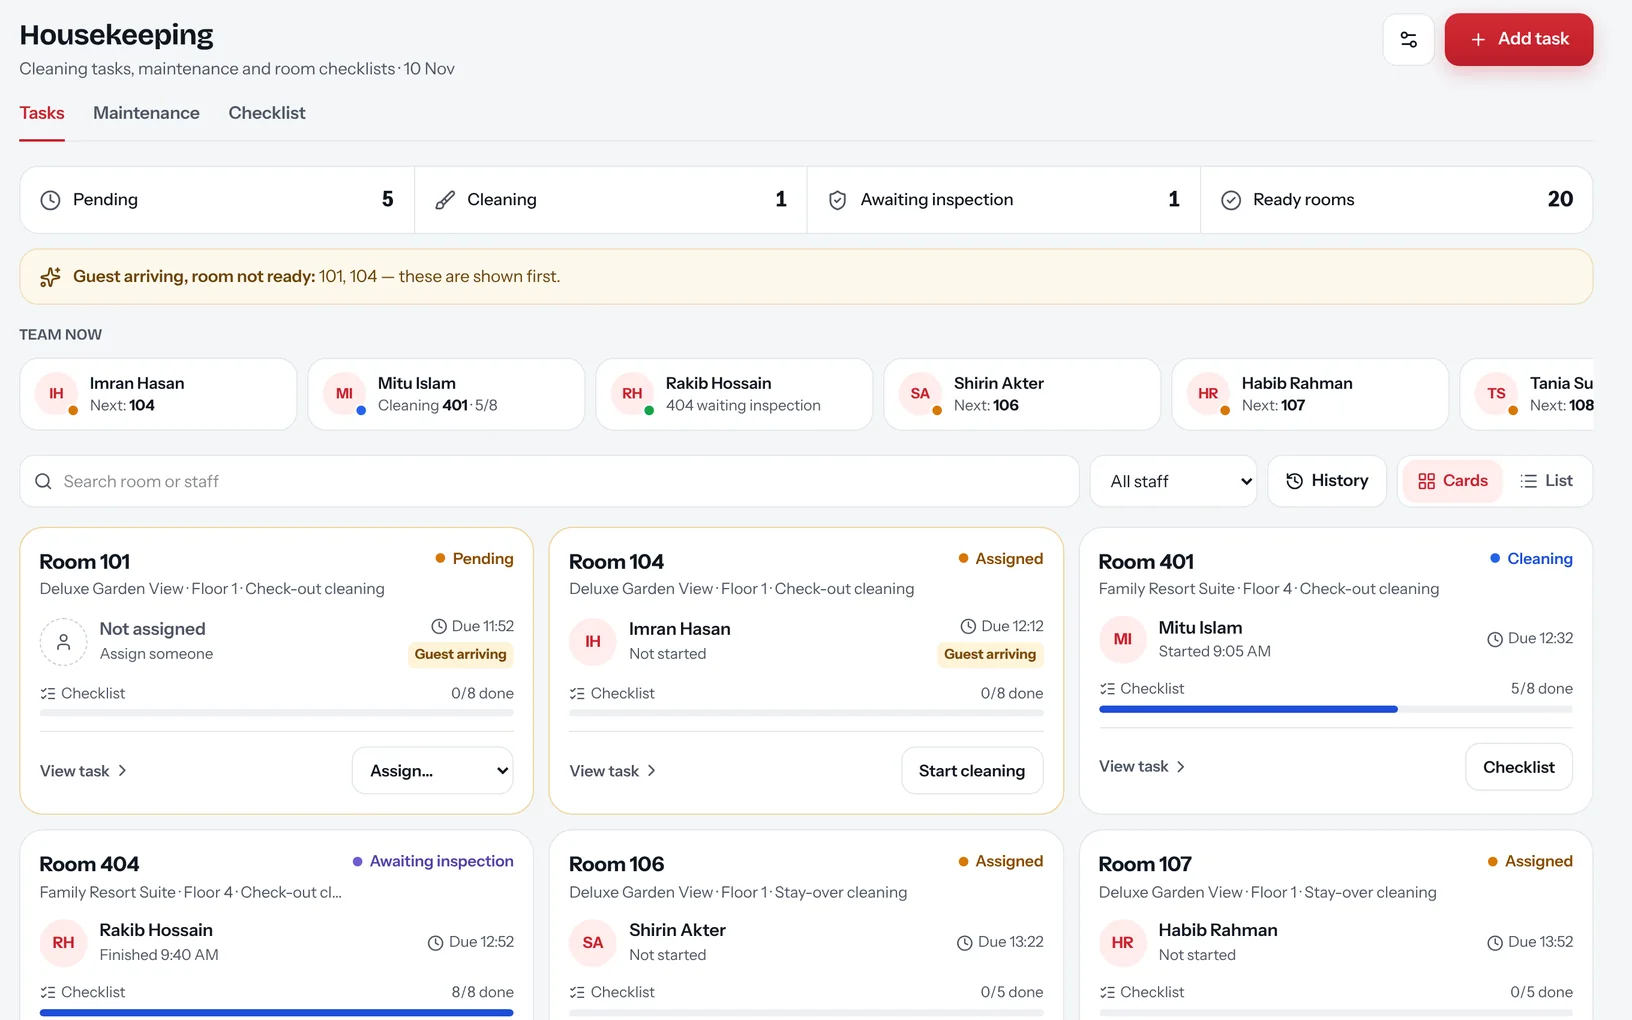 Housekeeping
Cleaning tasks, maintenance and room checklists · 10 Nov
Add task
Tasks
Maintenance
Checklist
Pending
5
Cleaning
1
Awaiting inspection
1
Ready rooms
20
Guest arriving, room not ready: 101, 104 — these are shown first.
TEAM NOW
IH
Imran Hasan
Next: 104
MI
Mitu Islam
Cleaning 401 · 5/8
RH
Rakib Hossain
404 waiting inspection
SA
Shirin Akter
Next: 106
HR
Habib Rahman
Next: 107
TS
Tania Su
Next: 108
Search room or staff
All staff
History
Cards
List
Room 101
Pending
Deluxe Garden View · Floor 1 · Check-out cleaning
Not assigned
Assign someone
Due 11:52
Guest arriving
Checklist
0/8 done
View task
Assign...
Room 104
Assigned
Deluxe Garden View · Floor 1 · Check-out cleaning
IH
Imran Hasan
Not started
Due 12:12
Guest arriving
Checklist
0/8 done
View task
Start cleaning
Room 401
Cleaning
Family Resort Suite · Floor 4 · Check-out cleaning
MI
Mitu Islam
Started 9:05 AM
Due 12:32
Checklist
5/8 done
View task
Checklist
Room 404
Awaiting inspection
Family Resort Suite · Floor 4 · Check-out cl...
RH
Rakib Hossain
Finished 9:40 AM
Due 12:52
Checklist
8/8 done
Room 106
Assigned
Deluxe Garden View · Floor 1 · Stay-over cleaning
SA
Shirin Akter
Not started
Due 13:22
Checklist
0/5 done
Room 107
Assigned
Deluxe Garden View · Floor 1 · Stay-over cleaning
HR
Habib Rahman
Not started
Due 13:52
Checklist
0/5 done